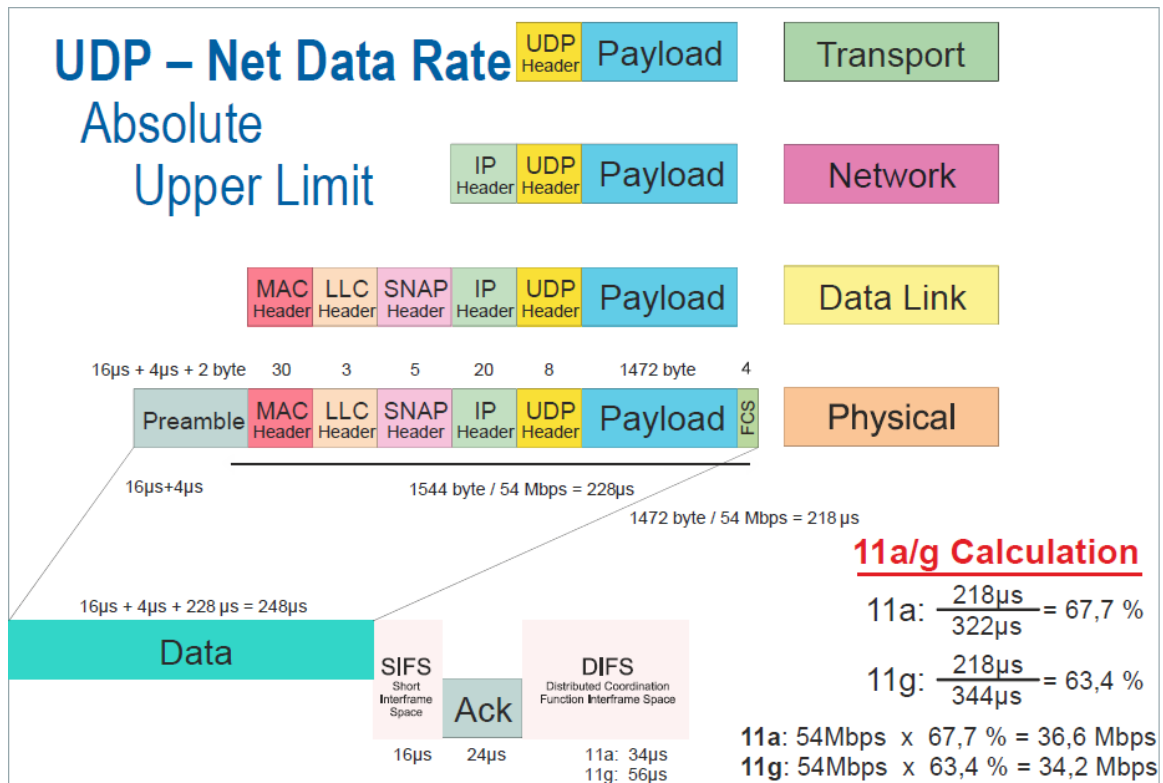 UDP – Net Data Rate
Absolute
Upper Limit
UDP
Header
Payload
Transport
IP
Header
UDP
Header
Payload
Network
MAC
Header
LLC
Header
SNAP
Header
IP
Header
UDP
Header
Payload
Data Link
16µs + 4µs + 2 byte
30
3
5
20
8
1472 byte
4
Preamble
MAC
Header
LLC
Header
SNAP
Header
IP
Header
UDP
Header
Payload
FCS
Physical
16µs+4µs
1544 byte / 54 Mbps = 228µs
1472 byte / 54 Mbps = 218 µs
11a/g Calculation
16µs + 4µs + 228 µs = 248µs
Data
SIFS
Short
Interframe
Space
Ack
DIFS
Distributed Coordination
Function Interframe Space
16µs
24µs
11a: 34µs
11g: 56µs
11a: 218µs
322µs
= 67,7 %
11g: 218µs
344µs
= 63,4 %
11a: 54Mbps x 67,7 % = 36,6 Mbps
11g: 54Mbps x 63,4 % = 34,2 Mbps